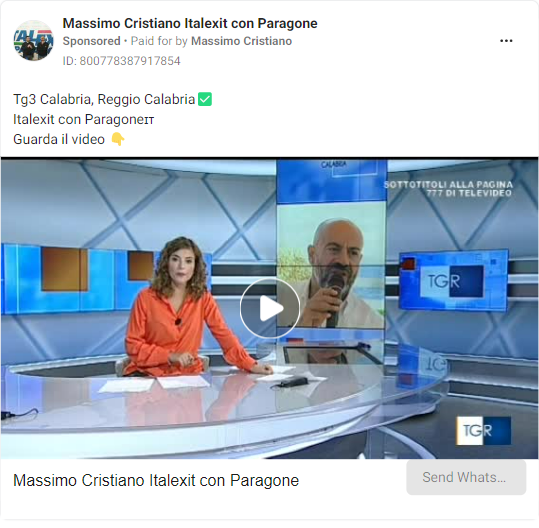 Massimo Cristiano Italexit con Paragone
Sponsored • Paid for by Massimo Cristiano
ID: 800778387917854
Tg3 Calabria, Reggio Calabria✅
Italexit con ParagoneIT
Guarda il video 👇
CALABRIA
SOTTOTITOLI ALLA PAGINA
777 DI TELEVIDEO
TGR
TGR
Massimo Cristiano Italexit con Paragone
Send Whats...